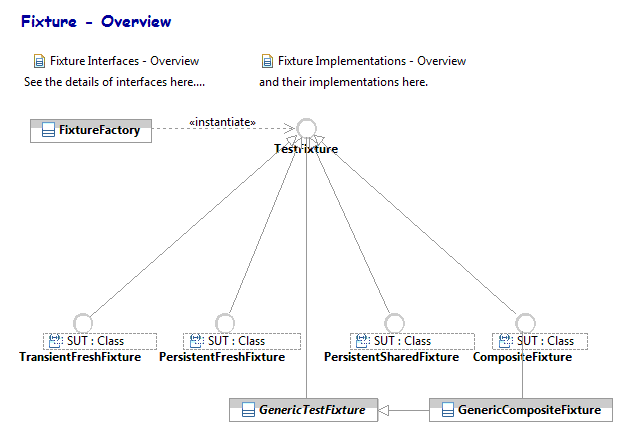 Fixture - Overview
Fixture Interfaces - Overview
Fixture Implementations - Overview
See the details of interfaces here....
and their implementations here.
FixtureFactory
«instantiate»
TestFixture
SUT : Class
SUT : Class
SUT : Class
SUT : Class
TransientFreshFixture
PersistentFreshFixture
PersistentSharedFixture
CompositeFixture
GenericTestFixture
GenericCompositeFixture